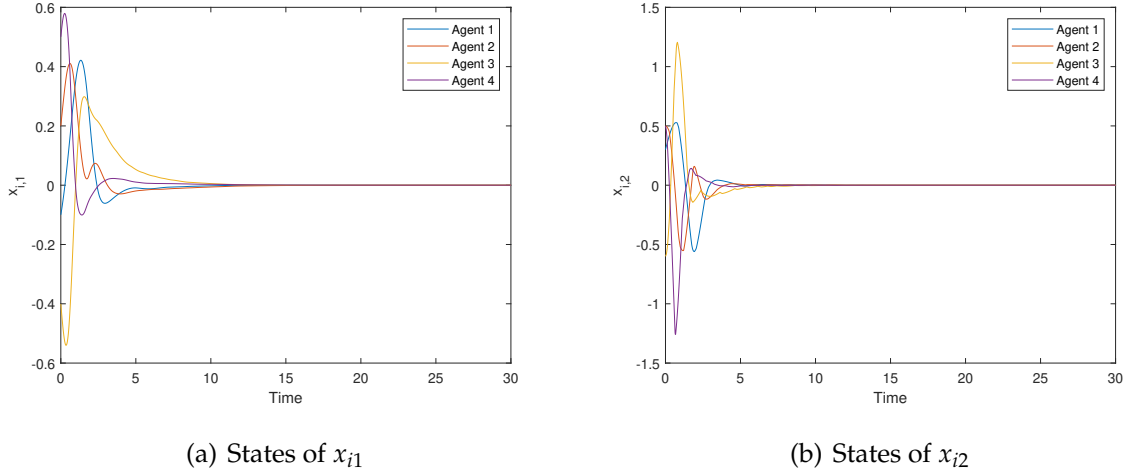 0.6
0.4
0.2
0
-0.2
-0.4
-0.6
x_{i,1}
0 5 10 15 20 25 30
Time
Agent 1
Agent 2
Agent 3
Agent 4
(a) States of x_{i1}
1.5
1
0.5
0
-0.5
-1
-1.5
x_{i,2}
0 5 10 15 20 25 30
Time
Agent 1
Agent 2
Agent 3
Agent 4
(b) States of x_{i2}